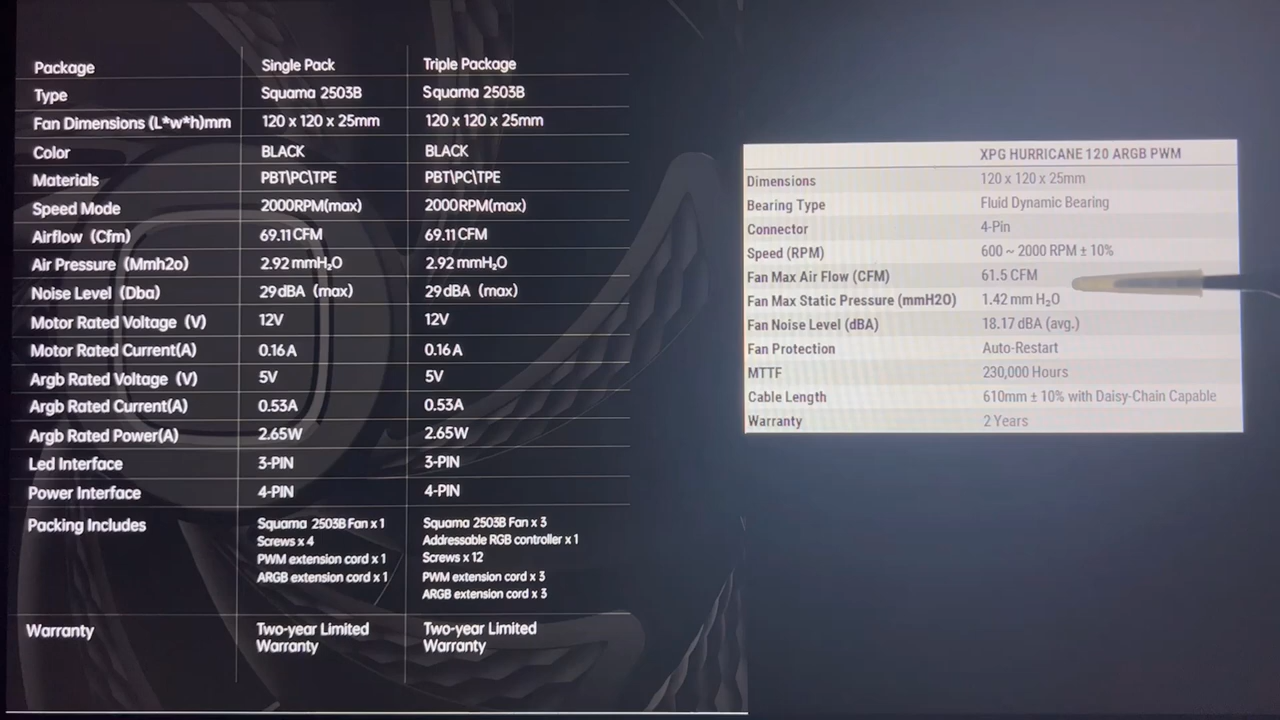 Package Single Pack Triple Package
Type Squama 2503B Squama 2503B
Fan Dimensions (L*w*h)mm 120 x 120 x 25mm 120 x 120 x 25mm
Color BLACK BLACK
Materials PBT\PC\TPE PBT\PC\TPE
Speed Mode 2000RPM(max) 2000RPM(max)
Airflow (Cfm) 69.11 CFM 69.11 CFM
Air Pressure (Mmh2o) 2.92 mmH₂O 2.92 mmH₂O
Noise Level (Dba) 29dBA (max) 29dBA (max)
Motor Rated Voltage (V) 12V 12V
Motor Rated Current(A) 0.16A 0.16A
Argb Rated Voltage (V) 5V 5V
Argb Rated Current(A) 0.53A 0.53A
Argb Rated Power(A) 2.65W 2.65W
Led Interface 3-PIN 3-PIN
Power Interface 4-PIN 4-PIN
Packing Includes
Squama 2503B Fan x 1
Screws x 4
PWM extension cord x 1
ARGB extension cord x 1
Squama 2503B Fan x 3
Addressable RGB controller x 1
Screws x 12
PWM extension cord x 3
ARGB extension cord x 3
Warranty
Two-year Limited
Warranty
Two-year Limited
Warranty
XPG HURRICANE 120 ARGB PWM
Dimensions 120 x 120 x 25mm
Bearing Type Fluid Dynamic Bearing
Connector 4-Pin
Speed (RPM) 600 ~ 2000 RPM ± 10%
Fan Max Air Flow (CFM) 61.5 CFM
Fan Max Static Pressure (mmH2O) 1.42 mm H₂O
Fan Noise Level (dBA) 18.17 dBA (avg.)
Fan Protection Auto-Restart
MTTF 230,000 Hours
Cable Length 610mm ± 10% with Daisy-Chain Capable
Warranty 2 Years